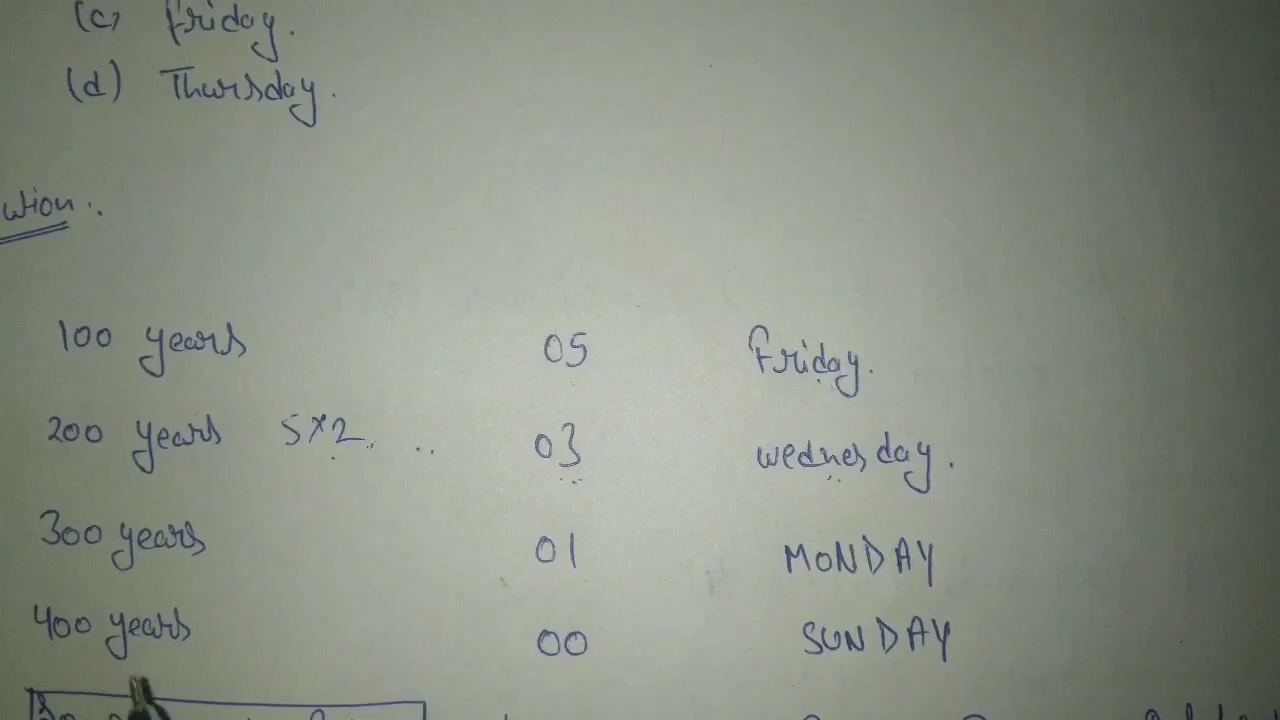 (c) Friday.
(d) Thursday.
ution :.
100 years 05 Friday.
200 years 5×2 .. 03 wednesday.
300 years 01 MONDAY
400 years 00 SUNDAY